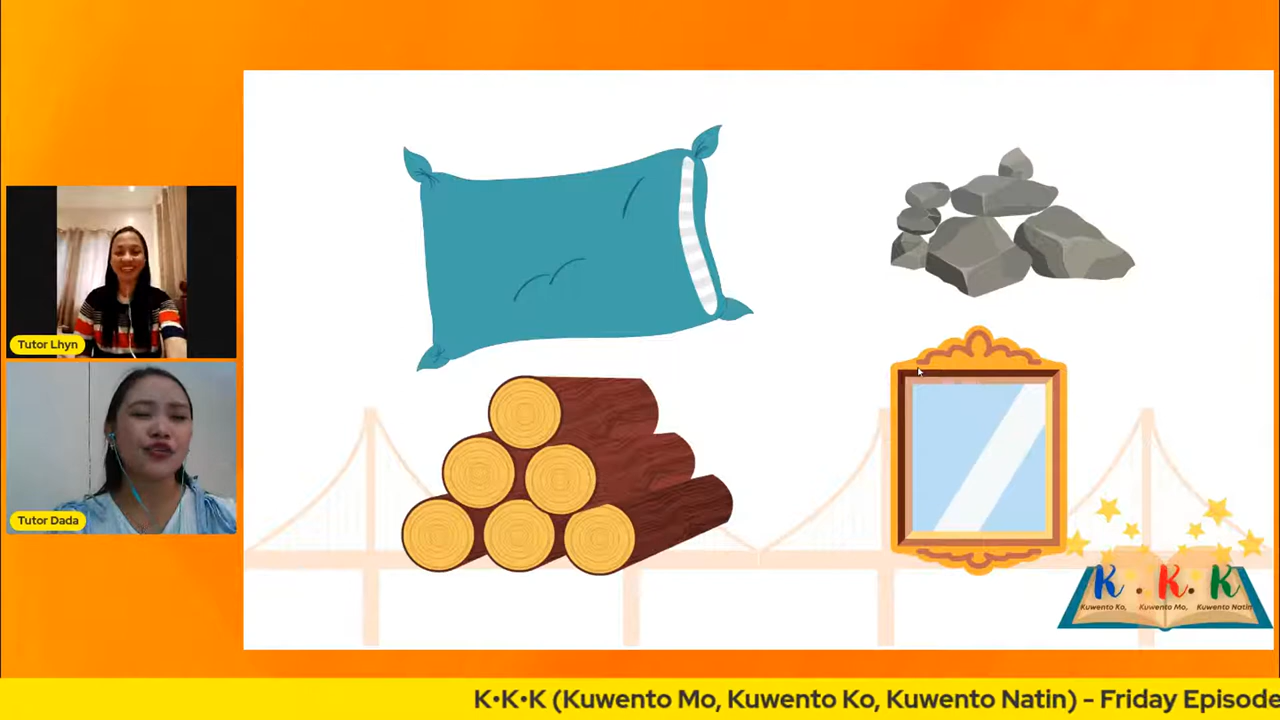 Tutor Lhyn
Tutor Dada
K . K . K
Kuwento Ko, Kuwento Mo, Kuwento Natin
K•K•K (Kuwento Mo, Kuwento Ko, Kuwento Natin) - Friday Episode